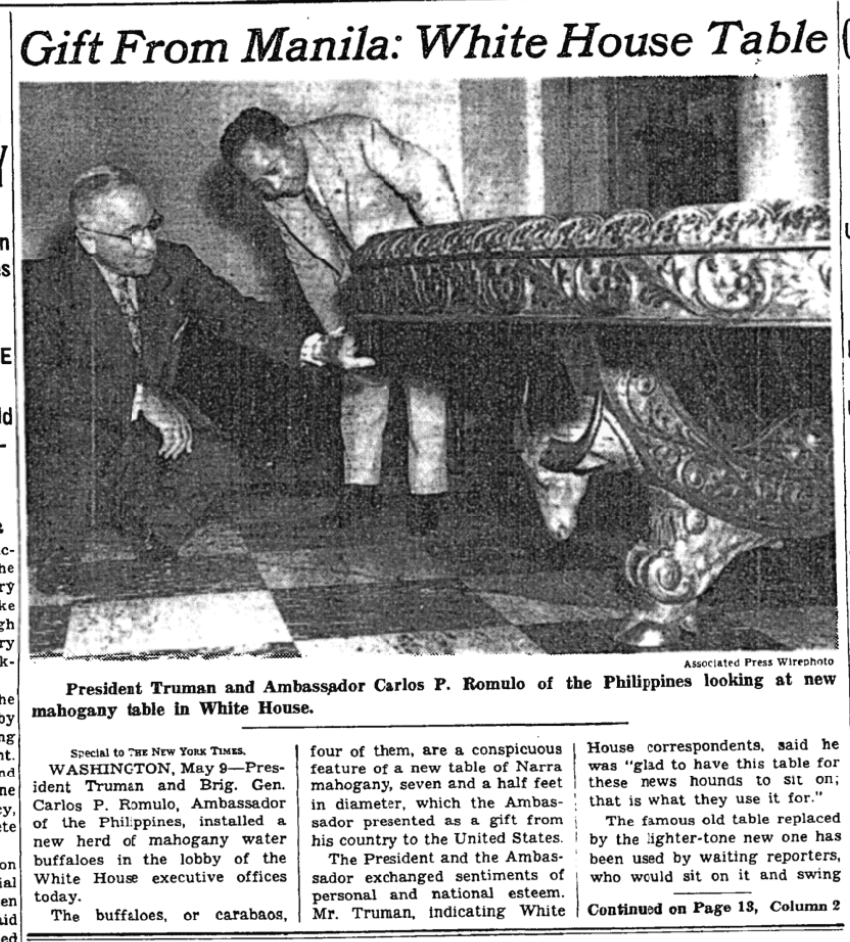 Gift From Manila: White House Table
Associated Press Wirephoto
President Truman and Ambassador Carlos P. Romulo of the Philippines looking at new
mahogany table in White House.
Special to THE NEW YORK TIMES.
WASHINGTON, May 9—Pres-
ident Truman and Brig. Gen.
Carlos P. Romulo, Ambassador
of the Philippines, installed a
new herd of mahogany water
buffaloes in the lobby of the
White House executive offices
today.
The buffaloes, or carabaos,
four of them, are a conspicuous
feature of a new table of Narra
mahogany, seven and a half feet
in diameter, which the Ambas-
sador presented as a gift from
his country to the United States.
The President and the Ambas-
sador exchanged sentiments of
personal and national esteem.
Mr. Truman, indicating White
House correspondents, said he
was "glad to have this table for
these news hounds to sit on;
that is what they use it for."
The famous old table replaced
by the lighter-tone new one has
been used by waiting reporters,
who would sit on it and swing
Continued on Page 13, Column 2